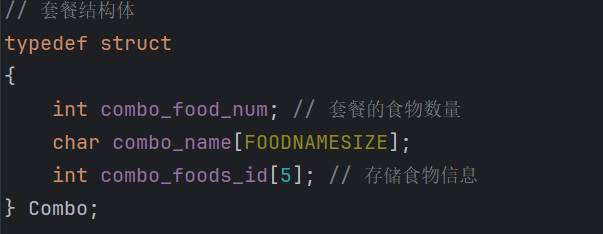 // 套餐结构体
typedef struct
{
    int combo_food_num; // 套餐的食物数量
    char combo_name[FOODNAMESIZE];
    int combo_foods_id[5]; // 存储食物信息
} Combo;